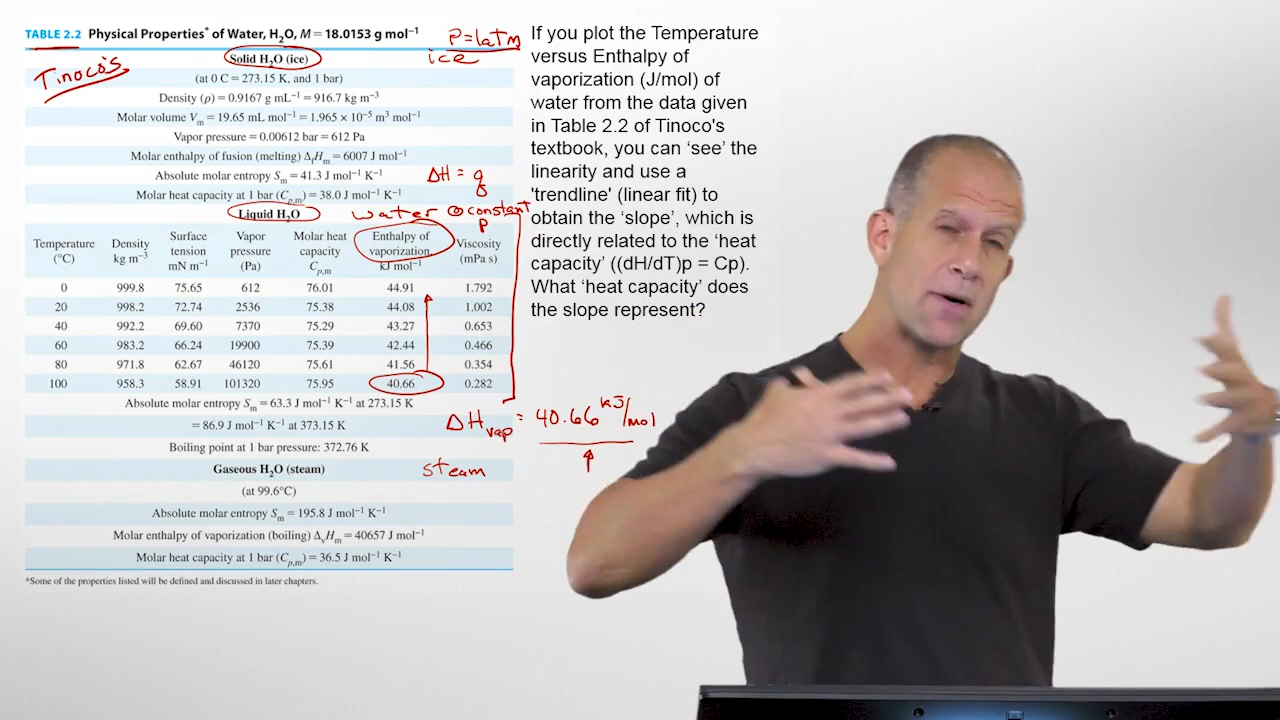 TABLE 2.2 Physical Properties* of Water, H2O, M = 18.0153 g mol−1
P = 1 atm
Solid H2O (ice)
ice
Tinoco's
(at 0 C = 273.15 K, and 1 bar)
Density (ρ) = 0.9167 g mL−1 = 916.7 kg m−3
Molar volume Vm = 19.65 mL mol−1 = 1.965 × 10−5 m3 mol−1
Vapor pressure = 0.00612 bar = 612 Pa
Molar enthalpy of fusion (melting) ΔfHm = 6007 J mol−1
Absolute molar entropy Sm = 41.3 J mol−1 K−1
ΔH = q
Molar heat capacity at 1 bar (Cp,m) = 38.0 J mol−1 K−1
Liquid H2O
water @ constant
P
Temperature (°C) Density kg m−3 Surface tension mN m−1 Vapor pressure (Pa) Molar heat capacity Cp,m Enthalpy of vaporization, kJ mol−1 Viscosity (mPa s)
0 999.8 75.65 612 76.01 44.91 1.792
20 998.2 72.74 2536 75.38 44.08 1.002
40 992.2 69.60 7370 75.29 43.27 0.653
60 983.2 66.24 19900 75.39 42.44 0.466
80 971.8 62.67 46120 75.61 41.56 0.354
100 958.3 58.91 101320 75.95 40.66 0.282
Absolute molar entropy Sm = 63.3 J mol−1 K−1 at 273.15 K
= 86.9 J mol−1 K−1 at 373.15 K
ΔHvap = 40.66 kJ/mol
Boiling point at 1 bar pressure: 372.76 K
Gaseous H2O (steam)
steam
(at 99.6°C)
Absolute molar entropy Sm = 195.8 J mol−1 K−1
Molar enthalpy of vaporization (boiling) ΔvHm = 40657 J mol−1
Molar heat capacity at 1 bar (Cp,m) = 36.5 J mol−1 K−1
*Some of the properties listed will be defined and discussed in later chapters.
If you plot the Temperature
versus Enthalpy of
vaporization (J/mol) of
water from the data given
in Table 2.2 of Tinoco's
textbook, you can 'see' the
linearity and use a
'trendline' (linear fit) to
obtain the 'slope', which is
directly related to the 'heat
capacity' ((dH/dT)p = Cp).
What 'heat capacity' does
the slope represent?